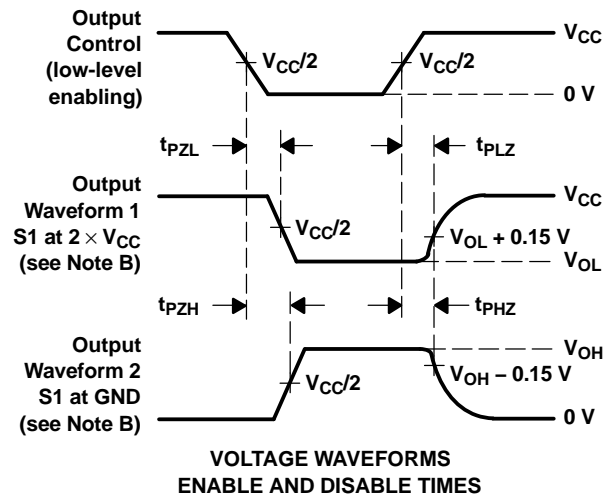 Output
Control
(low-level
enabling)
VCC/2
VCC/2
VCC
0 V
tPZL
tPLZ
Output
Waveform 1
S1 at 2 × VCC
(see Note B)
VCC/2
VCC
VOL + 0.15 V
VOL
tPZH
tPHZ
Output
Waveform 2
S1 at GND
(see Note B)
VCC/2
VOH
VOH – 0.15 V
0 V
VOLTAGE WAVEFORMS
ENABLE AND DISABLE TIMES